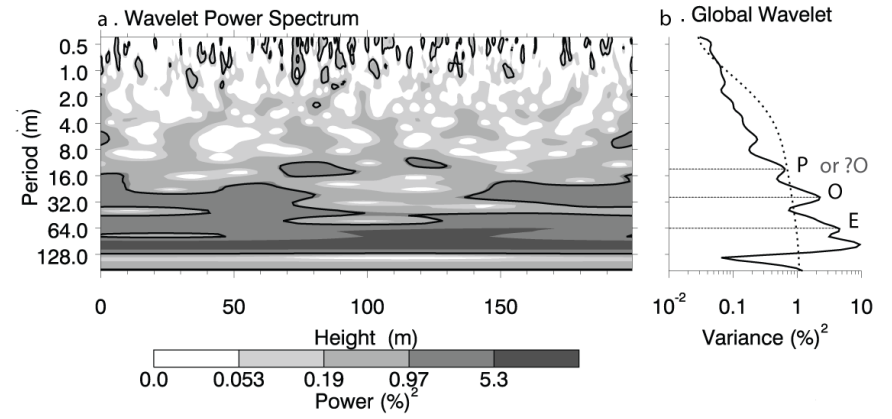 a . Wavelet Power Spectrum
b . Global Wavelet
Period (m)
0.5
1.0
2.0
4.0
8.0
16.0
32.0
64.0
128.0
0 50 100 150
Height (m)
0.0 0.053 0.19 0.97 5.3
Power (%)²
P or ?O
O
E
10⁻² 0.1 1 10
Variance (%)²